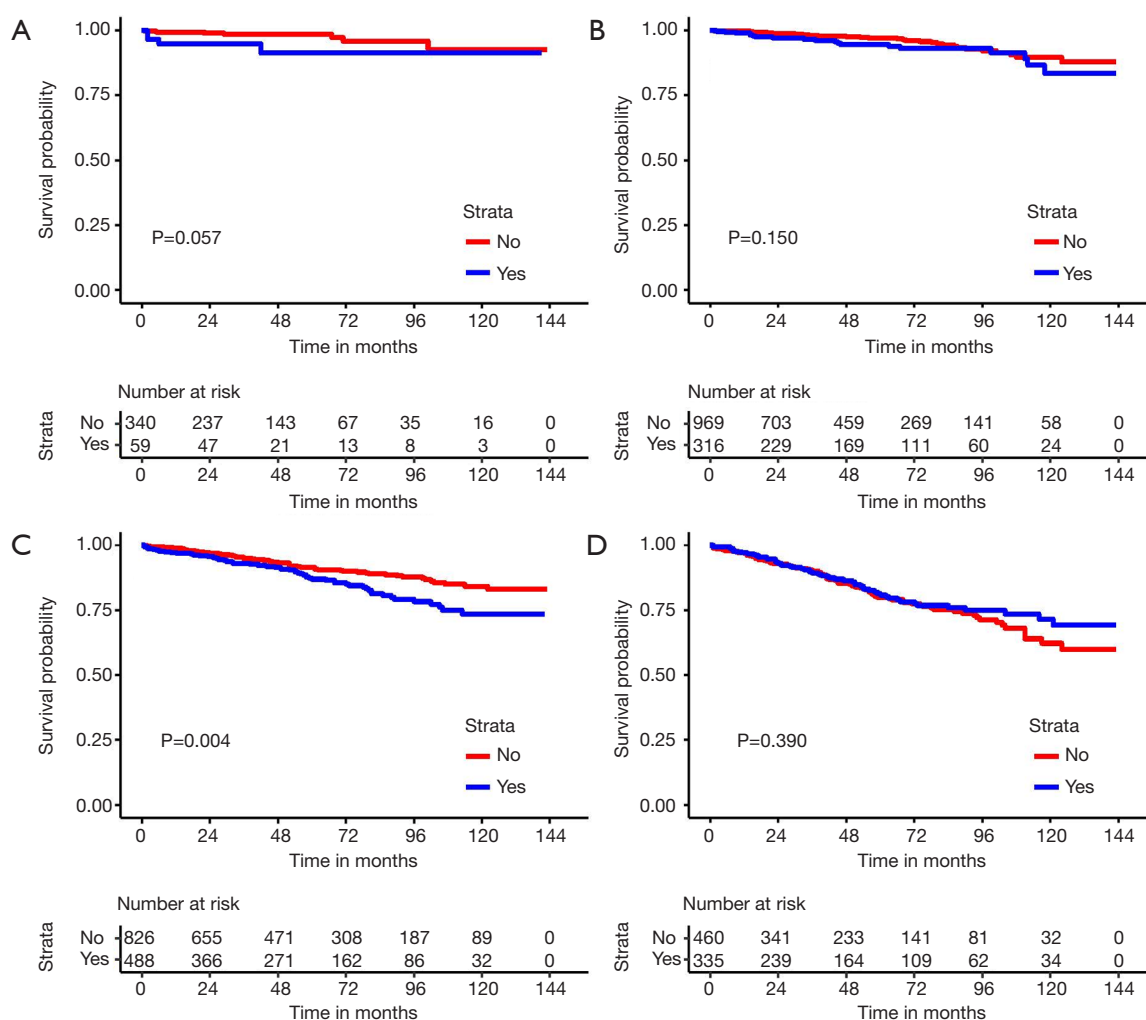 A
Survival probability
1.00
0.75
0.50
0.25
0.00
P=0.057
Strata
No
Yes
0 24 48 72 96 120 144
Time in months
Number at risk
Strata
No 340 237 143 67 35 16 0
Yes 59 47 21 13 8 3 0
0 24 48 72 96 120 144
Time in months
B
Survival probability
1.00
0.75
0.50
0.25
0.00
P=0.150
Strata
No
Yes
0 24 48 72 96 120 144
Time in months
Number at risk
Strata
No 969 703 459 269 141 58 0
Yes 316 229 169 111 60 24 0
0 24 48 72 96 120 144
Time in months
C
Survival probability
1.00
0.75
0.50
0.25
0.00
P=0.004
Strata
No
Yes
0 24 48 72 96 120 144
Time in months
Number at risk
Strata
No 826 655 471 308 187 89 0
Yes 488 366 271 162 86 32 0
0 24 48 72 96 120 144
Time in months
D
Survival probability
1.00
0.75
0.50
0.25
0.00
P=0.390
Strata
No
Yes
0 24 48 72 96 120 144
Time in months
Number at risk
Strata
No 460 341 233 141 81 32 0
Yes 335 239 164 109 62 34 0
0 24 48 72 96 120 144
Time in months